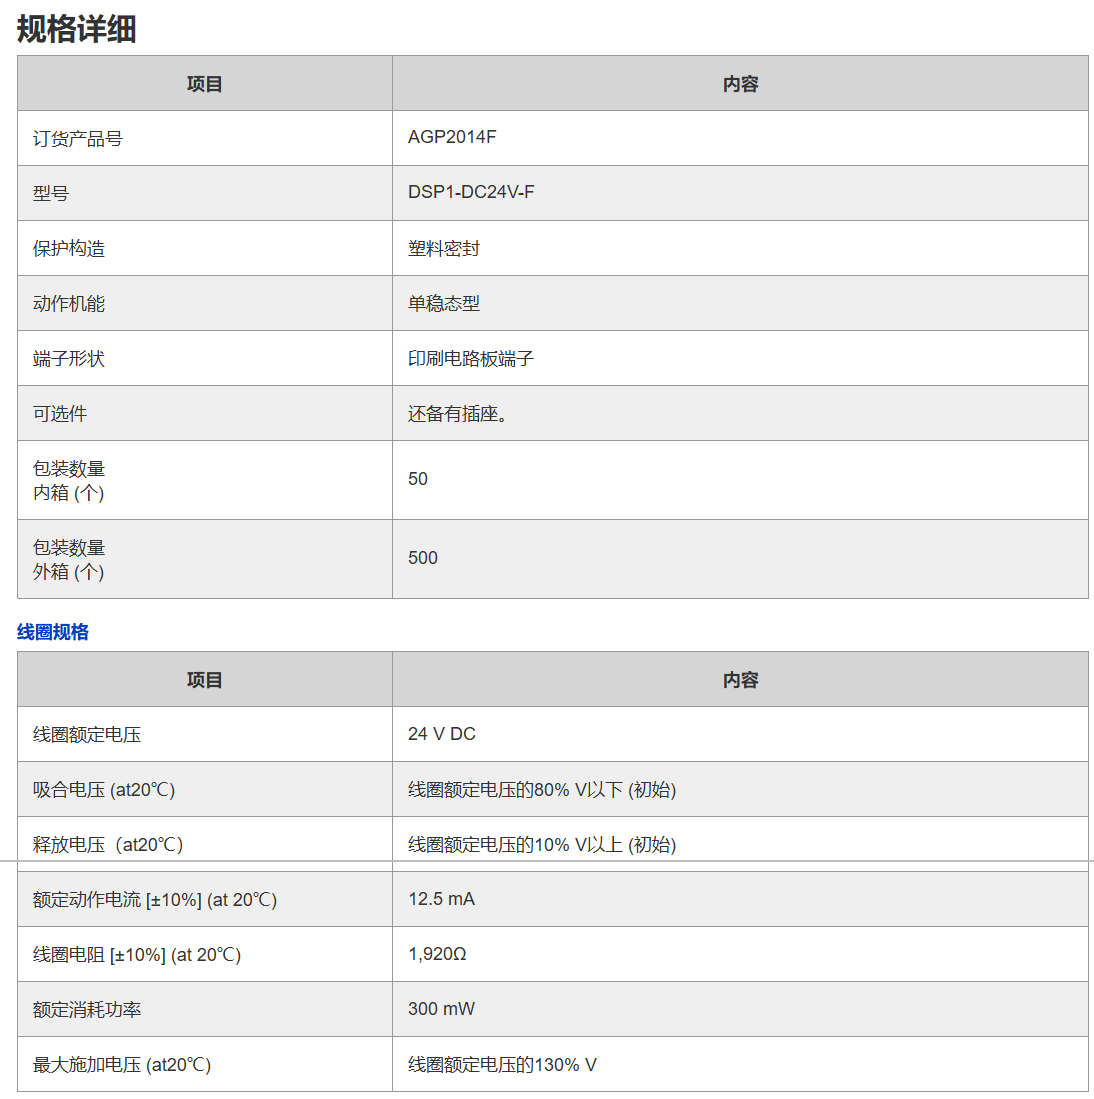 规格详细
项目 内容
订货产品号 AGP2014F
型号 DSP1-DC24V-F
保护构造 塑料密封
动作机能 单稳态型
端子形状 印刷电路板端子
可选件 还备有插座。
包装数量
内箱 (个) 50
包装数量
外箱 (个) 500
线圈规格
项目 内容
线圈额定电压 24 V DC
吸合电压 (at20℃) 线圈额定电压的80% V以下 (初始)
释放电压（at20℃） 线圈额定电压的10% V以上 (初始)
额定动作电流 [±10%] (at 20℃) 12.5 mA
线圈电阻 [±10%] (at 20℃) 1,920Ω
额定消耗功率 300 mW
最大施加电压 (at20℃) 线圈额定电压的130% V